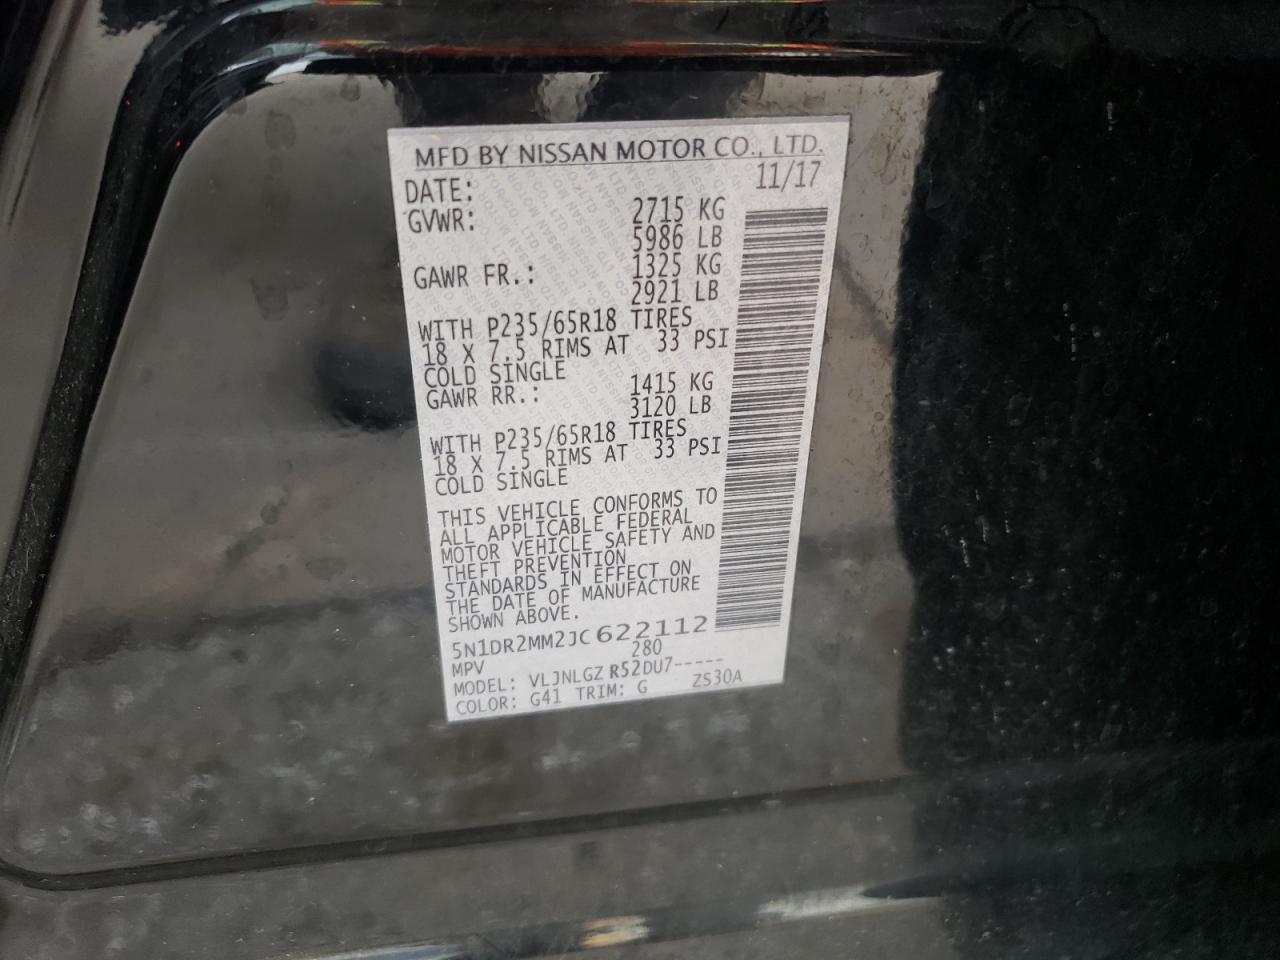 MFD BY NISSAN MOTOR CO., LTD.
DATE: 11/17
GVWR: 2715 KG
5986 LB
GAWR FR.: 1325 KG
2921 LB
WITH P235/65R18 TIRES
18 X 7.5 RIMS AT 33 PSI
COLD SINGLE
GAWR RR.: 1415 KG
3120 LB
WITH P235/65R18 TIRES
18 X 7.5 RIMS AT 33 PSI
COLD SINGLE
THIS VEHICLE CONFORMS TO
ALL APPLICABLE FEDERAL
MOTOR VEHICLE SAFETY AND
THEFT PREVENTION
STANDARDS IN EFFECT ON
THE DATE OF MANUFACTURE
SHOWN ABOVE.
5N1DR2MM2JC622112
MPV 280
MODEL: VLJNLGZ R52DU7-----
COLOR: G41 TRIM: G ZS30A